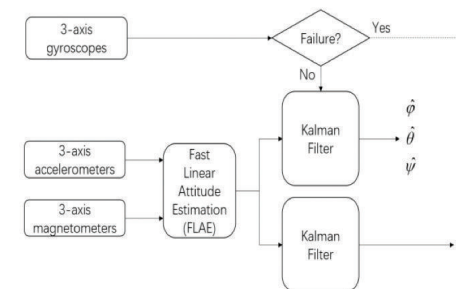 3-axis
gyroscopes
Failure?
Yes
No
Kalman
Filter
φ̂
θ̂
ψ̂
3-axis
accelerometers
3-axis
magnetometers
Fast
Linear
Attitude
Estimation
(FLAE)
Kalman
Filter